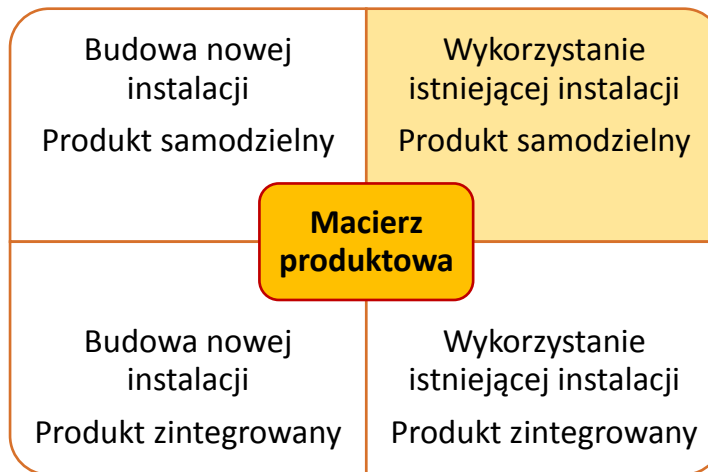 Budowa nowej
instalacji
Produkt samodzielny
Wykorzystanie
istniejącej instalacji
Produkt samodzielny
Macierz
produktowa
Budowa nowej
instalacji
Produkt zintegrowany
Wykorzystanie
istniejącej instalacji
Produkt zintegrowany